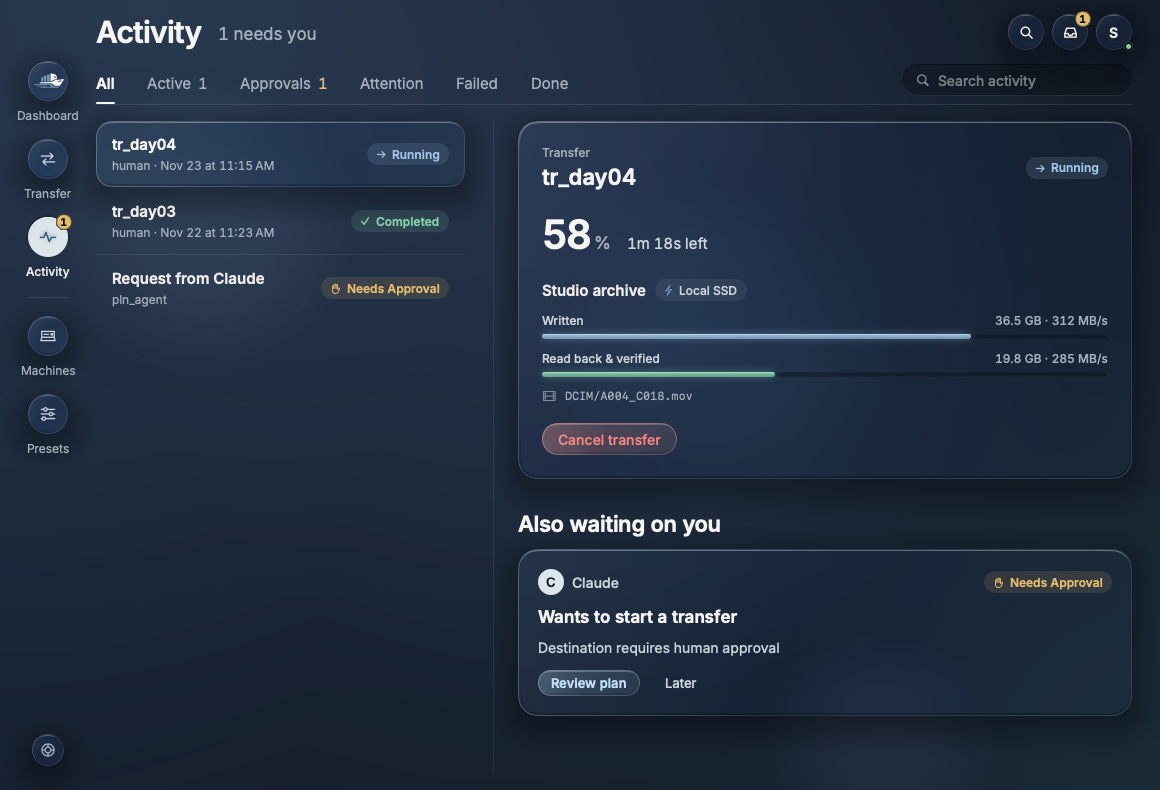 Activity 1 needs you
1
S
All Active 1 Approvals 1 Attention Failed Done
Search activity
Dashboard
Transfer
1
Activity
Machines
Presets
tr_day04
human · Nov 23 at 11:15 AM
Running
tr_day03
human · Nov 22 at 11:23 AM
Completed
Request from Claude
pln_agent
Needs Approval
Transfer
tr_day04
Running
58% 1m 18s left
Studio archive Local SSD
Written 36.5 GB · 312 MB/s
Read back & verified 19.8 GB · 285 MB/s
DCIM/A004_C018.mov
Cancel transfer
Also waiting on you
C Claude
Needs Approval
Wants to start a transfer
Destination requires human approval
Review plan Later